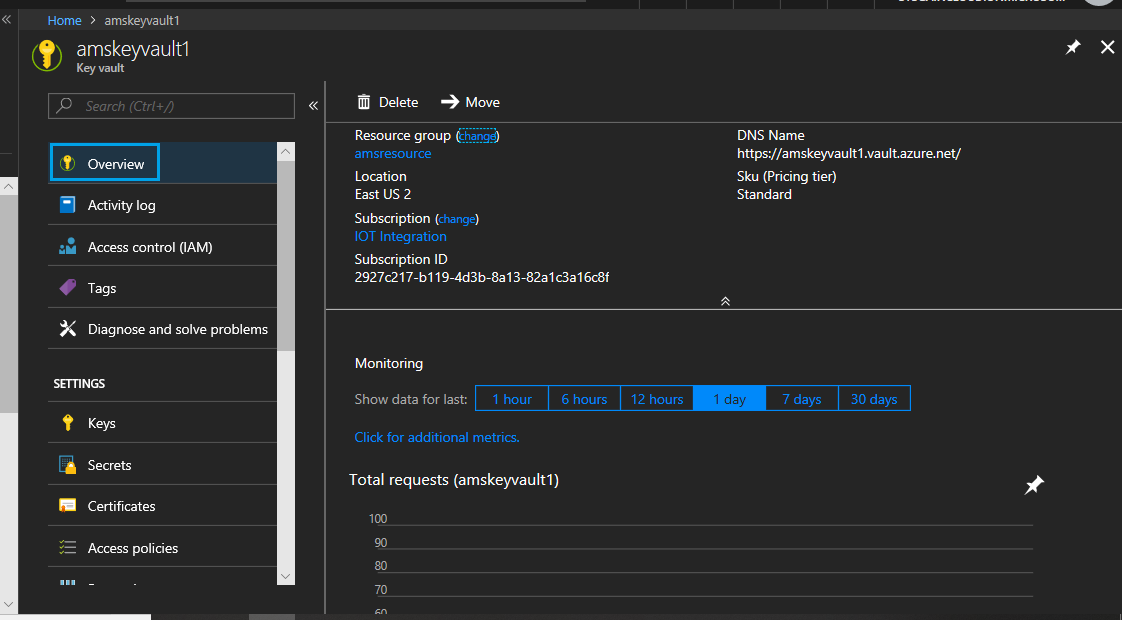 Home > amskeyvault1
amskeyvault1
Key vault
Search (Ctrl+/)
Overview
Activity log
Access control (IAM)
Tags
Diagnose and solve problems
SETTINGS
Keys
Secrets
Certificates
Access policies
Delete
Move
Resource group (change)
amsresource
Location
East US 2
Subscription (change)
IOT Integration
Subscription ID
2927c217-b119-4d3b-8a13-82a1c3a16c8f
DNS Name
https://amskeyvault1.vault.azure.net/
Sku (Pricing tier)
Standard
Monitoring
Show data for last: 1 hour 6 hours 12 hours 1 day 7 days 30 days
Click for additional metrics.
Total requests (amskeyvault1)
100
90
80
70
60